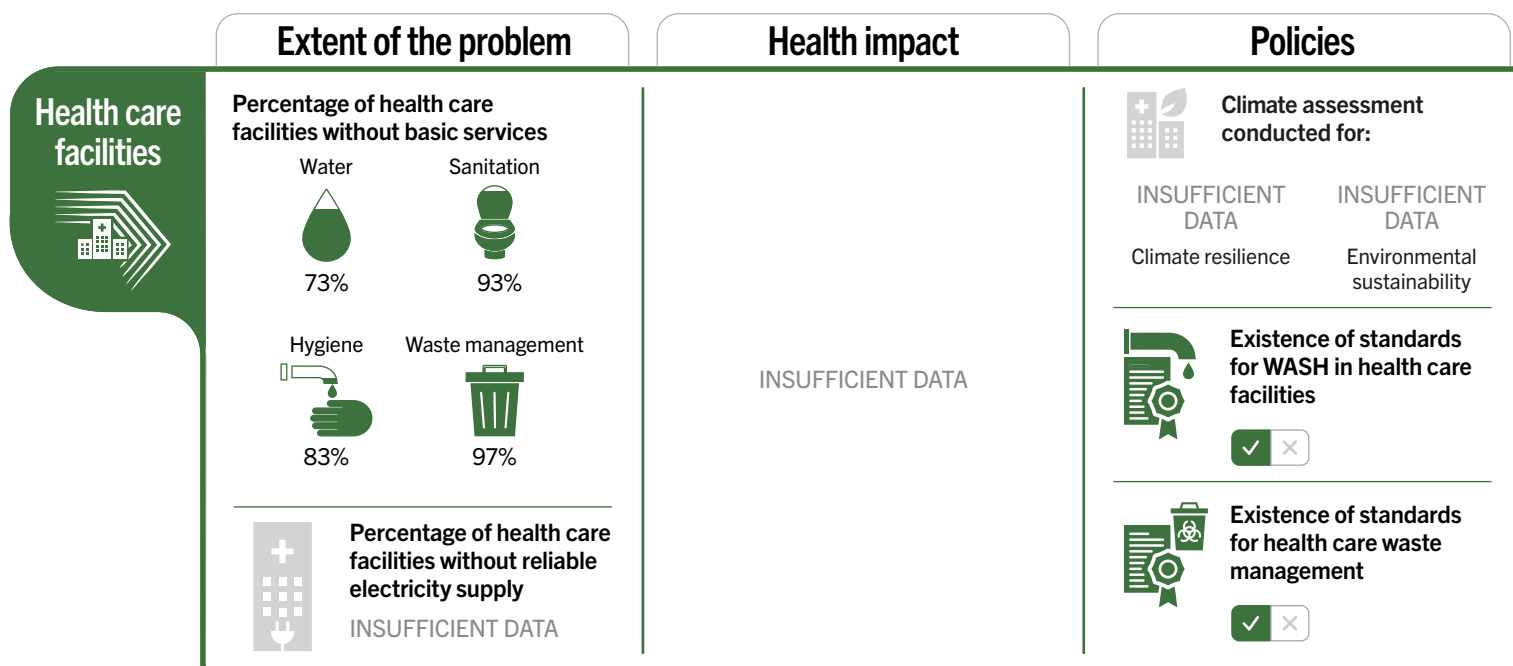 Extent of the problem
Health impact
Policies
Health care
facilities
Percentage of health care
facilities without basic services
Water
Sanitation
73%
93%
Hygiene
Waste management
83%
97%
Percentage of health care
facilities without reliable
electricity supply
INSUFFICIENT DATA
INSUFFICIENT DATA
Climate assessment
conducted for:
INSUFFICIENT
DATA
Climate resilience
INSUFFICIENT
DATA
Environmental
sustainability
Existence of standards
for WASH in health care
facilities
Existence of standards
for health care waste
management